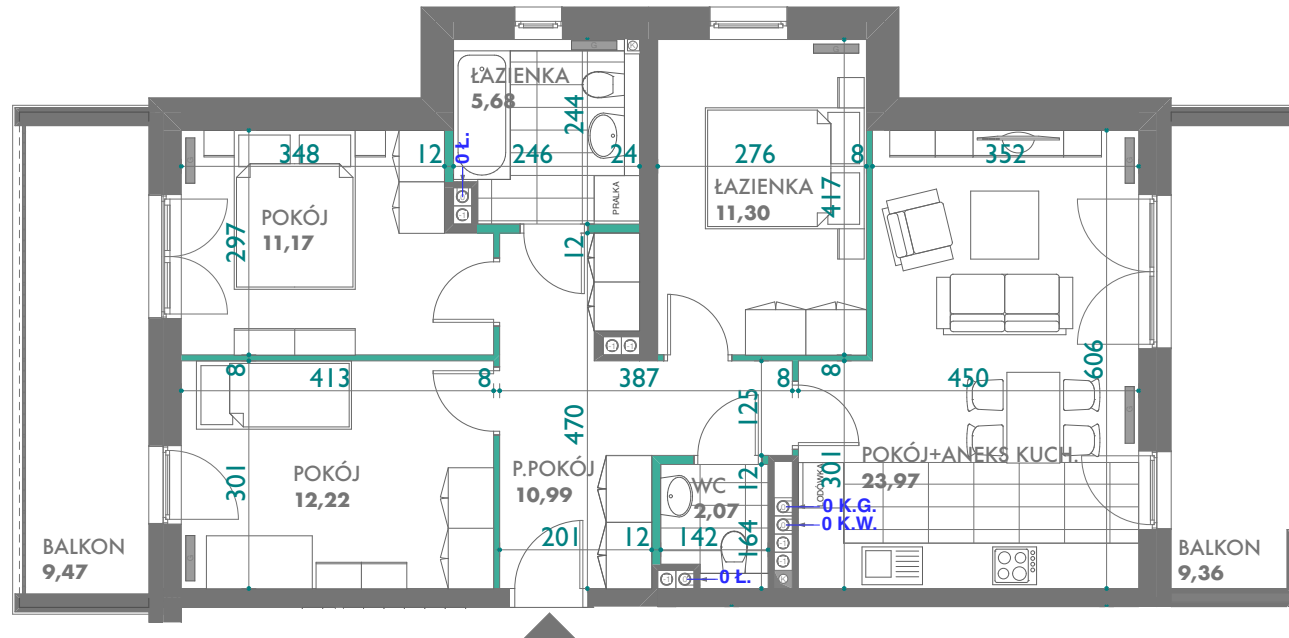 ŁAZIENKA
5,68
244
0 Ł.
348
12
246
24
276
8
352
PRALKA
ŁAZIENKA
11,30
417
POKÓJ
11,17
297
12
8
413
8
387
8
8
450
606
470
125
POKÓJ
12,22
301
P.POKÓJ
10,99
WC
2,07
12
164
POKÓJ+ANEKS KUCH.
23,97
301
0 K.G.
0 K.W.
201
12
142
0 Ł.
BALKON
9,47
BALKON
9,36